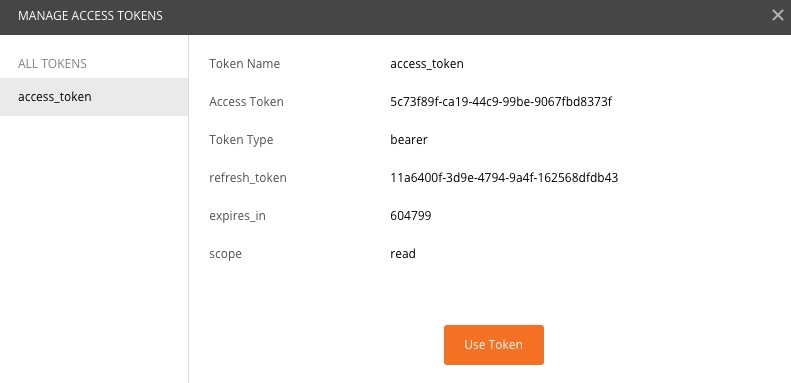 MANAGE ACCESS TOKENS
ALL TOKENS
access_token
Token Name access_token
Access Token 5c73f89f-ca19-44c9-99be-9067fbd8373f
Token Type bearer
refresh_token 11a6400f-3d9e-4794-9a4f-162568dfdb43
expires_in 604799
scope read
Use Token